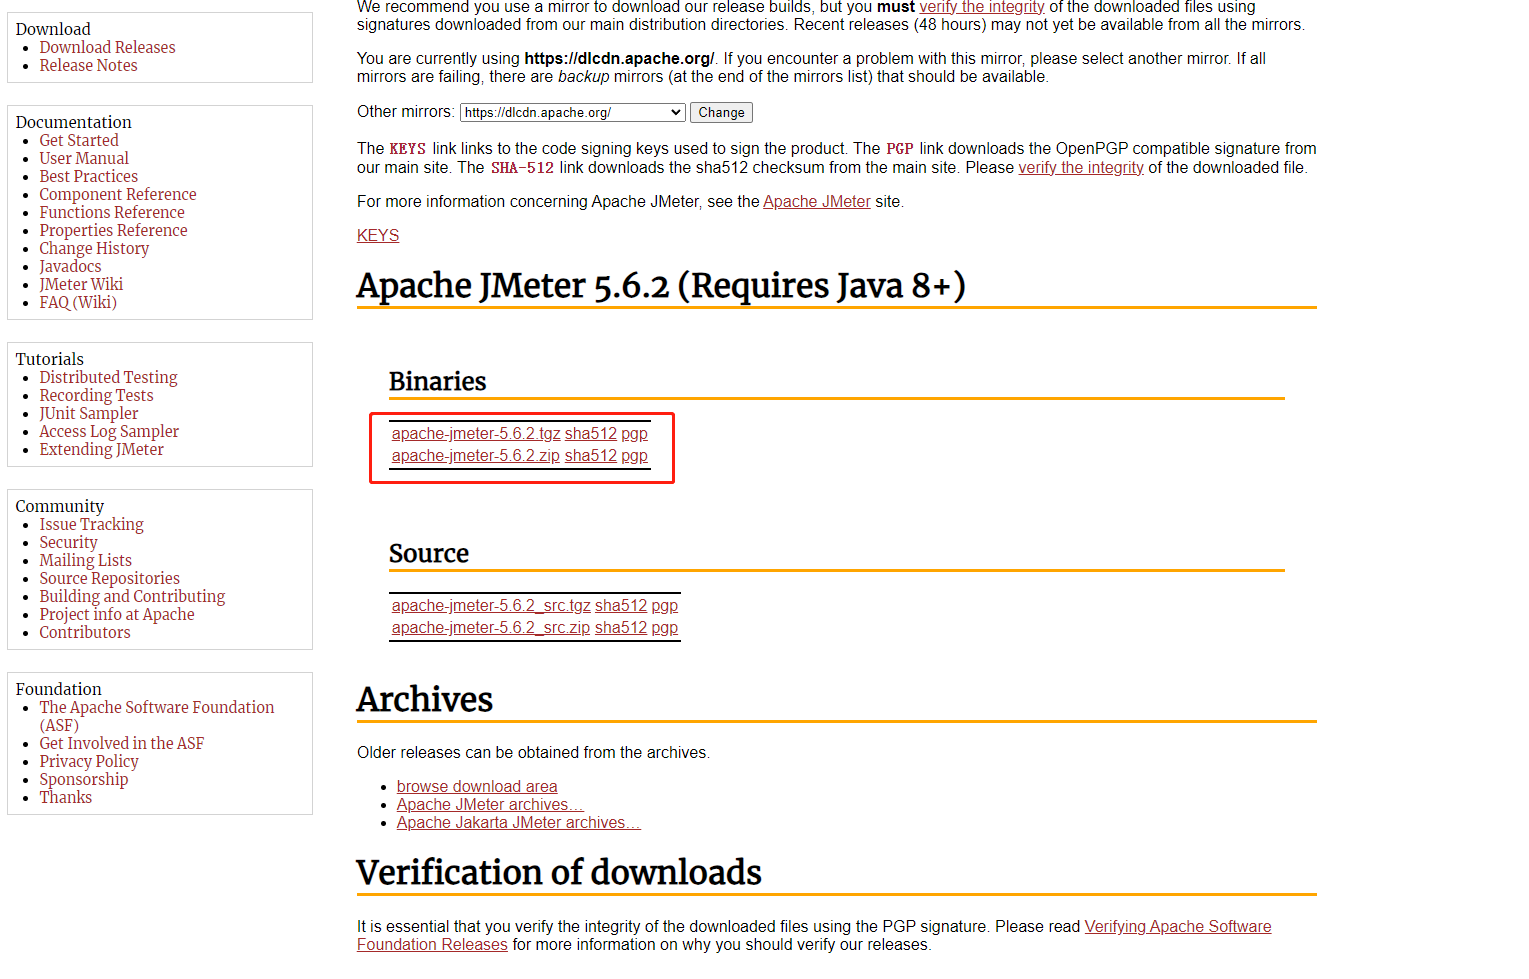 Download
Download Releases
Release Notes
Documentation
Get Started
User Manual
Best Practices
Component Reference
Functions Reference
Properties Reference
Change History
Javadocs
JMeter Wiki
FAQ (Wiki)
Tutorials
Distributed Testing
Recording Tests
JUnit Sampler
Access Log Sampler
Extending JMeter
Community
Issue Tracking
Security
Mailing Lists
Source Repositories
Building and Contributing
Project info at Apache
Contributors
Foundation
The Apache Software Foundation
(ASF)
Get Involved in the ASF
Privacy Policy
Sponsorship
Thanks
We recommend you use a mirror to download our release builds, but you must verify the integrity of the downloaded files using
signatures downloaded from our main distribution directories. Recent releases (48 hours) may not yet be available from all the mirrors.
You are currently using https://dlcdn.apache.org/. If you encounter a problem with this mirror, please select another mirror. If all
mirrors are failing, there are backup mirrors (at the end of the mirrors list) that should be available.
Other mirrors: https://dlcdn.apache.org/ Change
The KEYS link links to the code signing keys used to sign the product. The PGP link downloads the OpenPGP compatible signature from
our main site. The SHA-512 link downloads the sha512 checksum from the main site. Please verify the integrity of the downloaded file.
For more information concerning Apache JMeter, see the Apache JMeter site.
KEYS
Apache JMeter 5.6.2 (Requires Java 8+)
Binaries
apache-jmeter-5.6.2.tgz sha512 pgp
apache-jmeter-5.6.2.zip sha512 pgp
Source
apache-jmeter-5.6.2_src.tgz sha512 pgp
apache-jmeter-5.6.2_src.zip sha512 pgp
Archives
Older releases can be obtained from the archives.
browse download area
Apache JMeter archives...
Apache Jakarta JMeter archives...
Verification of downloads
It is essential that you verify the integrity of the downloaded files using the PGP signature. Please read Verifying Apache Software
Foundation Releases for more information on why you should verify our releases.